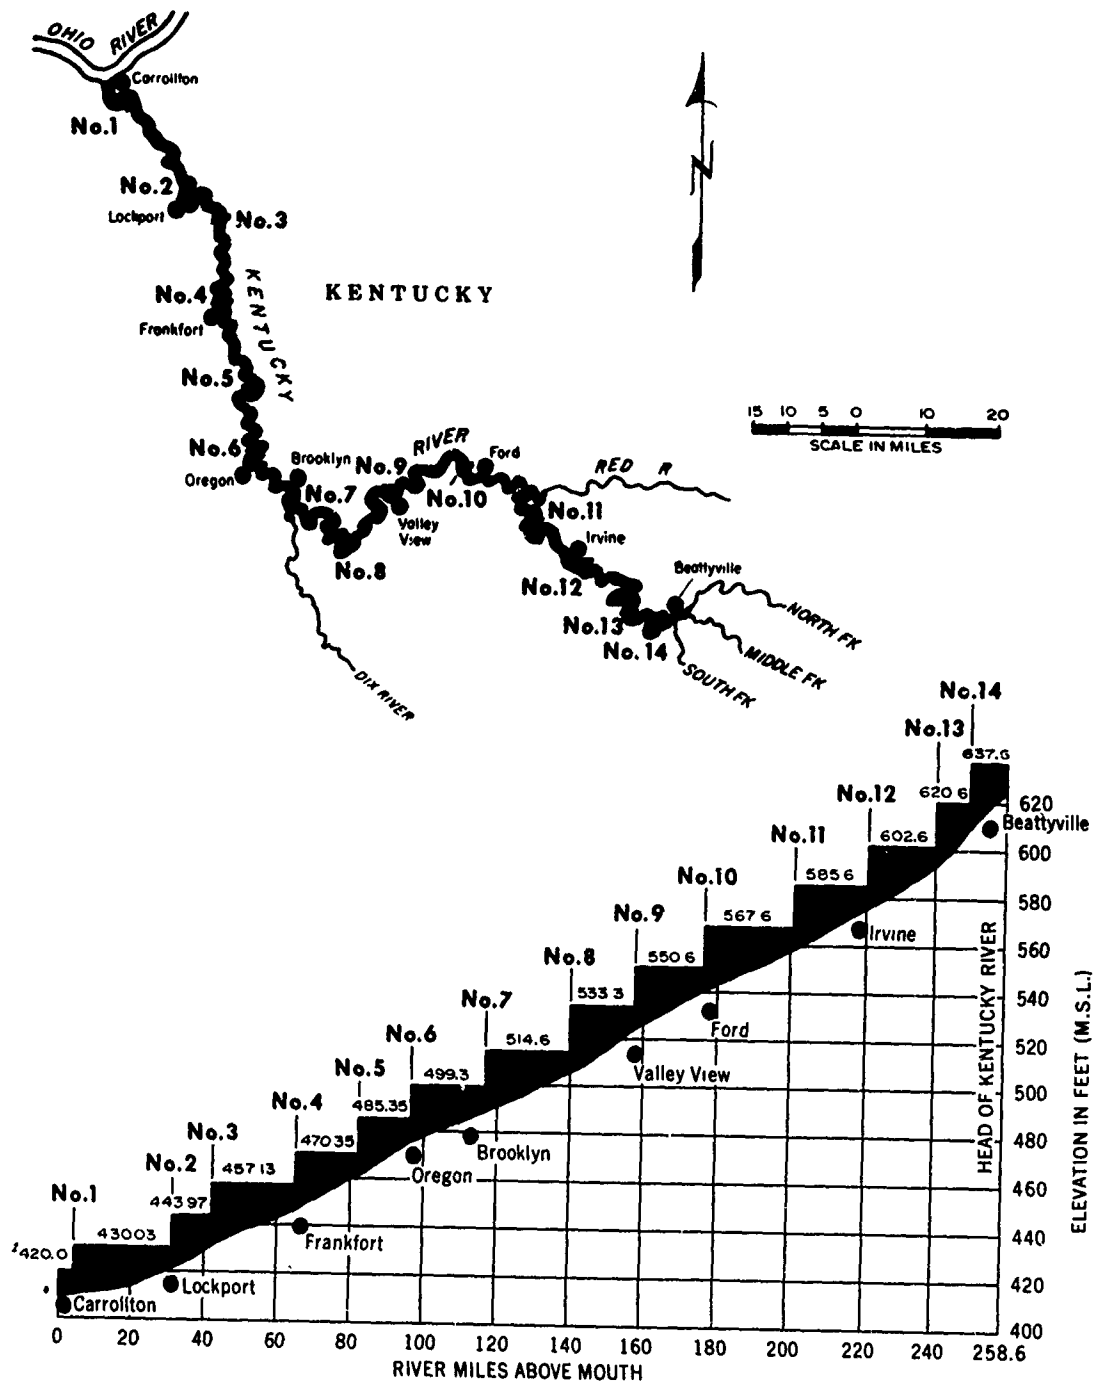 OHIO RIVER
Carrollton
No.1
No.2
Lockport
No.3
KENTUCKY
No.4
KENTUCKY
Frankfort
No.5
15 10 5 0 10 20
SCALE IN MILES
No.6
RIVER
Oregon
Brooklyn
No.9
Ford
RED R
No.7
No.10
No.11
Valley
View
Irvine
No.8
Beattyville
No.12
NORTH FK
No.13
No.14
MIDDLE FK
SOUTH FK
DIX RIVER
N
No.14
No.13
637.6
No.12
620.6
620
Beattyville
No.11
602.6
600
No.10
585.6
580
No.9
567.6
Irvine
560
No.8
550.6
540
No.7
533.3
Ford
520
No.6
514.6
Valley View
500
No.5
499.3
480
No.4
485.35
Brooklyn
No.3
470.35
Oregon
460
No.2
457.13
440
No.1
443.97
Frankfort
430.03
420
420.0
Lockport
Carrollton
400
HEAD OF KENTUCKY RIVER
ELEVATION IN FEET (M.S.L.)
0 20 40 60 80 100 120 140 160 180 200 220 240 258.6
RIVER MILES ABOVE MOUTH